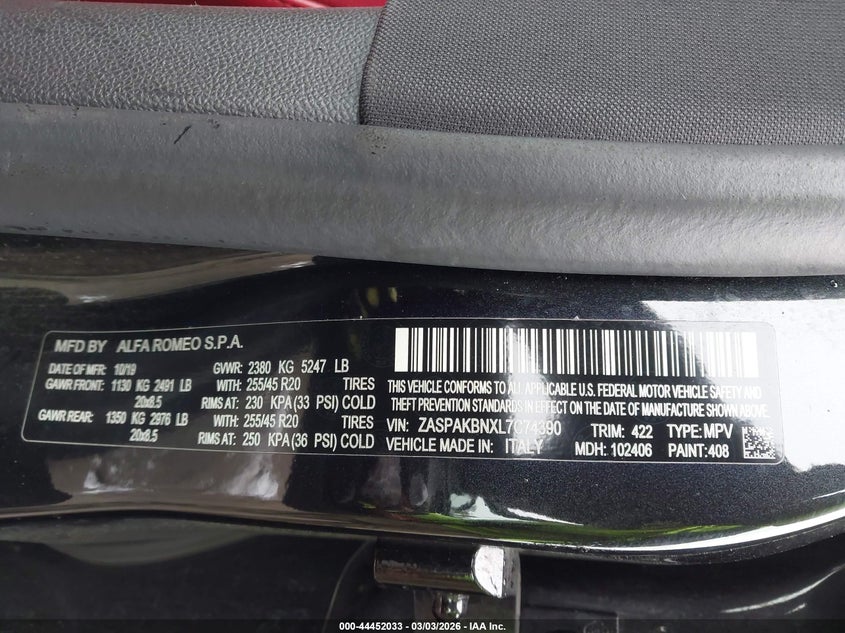 MFD BY ALFA ROMEO S.P.A.
DATE OF MFR: 10/19 GVWR: 2380 KG 5247 LB
GAWR FRONT: 1130 KG 2491 LB WITH: 255/45 R20 TIRES
20x8.5 RIMS AT: 230 KPA (33 PSI) COLD
GAWR REAR: 1350 KG 2976 LB WITH: 255/45 R20 TIRES
20x8.5 RIMS AT: 250 KPA (36 PSI) COLD
THIS VEHICLE CONFORMS TO ALL APPLICABLE U.S. FEDERAL MOTOR VEHICLE SAFETY AND
THEFT PREVENTION STANDARDS IN EFFECT ON THE DATE OF MANUFACTURE SHOWN ABOVE.
VIN: ZASPAKBNXL7C74390 TRIM: 422 TYPE: MPV
VEHICLE MADE IN: ITALY MDH: 102406 PAINT: 408
000-44452033 - 03/03/2026 - IAA Inc.